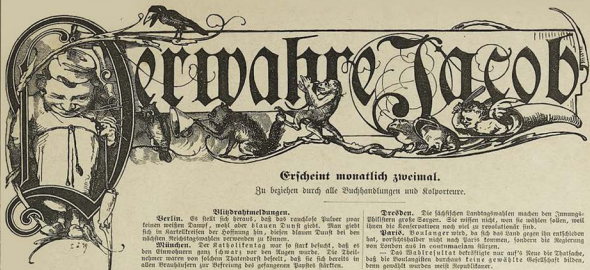 Der wahre Jacob
Erscheint monatlich zweimal.
Zu beziehen durch alle Buchhandlungen und Kolporteure.
Blitzdrahtmeldungen.
Berlin. Es stellt sich heraus, daß das rauchlose Pulver zwar
keinen weißen Dampf, wohl aber blauen Dunst giebt. Man giebt
sich in Kartellkreisen der Hoffnung hin, diesen blauen Dunst bei den
nächsten Reichstagswahlen verwenden zu können.
München. Der Katholikentag war so stark besucht, daß es
den Einwohnern ganz schwarz vor den Augen wurde. Die Theil-
nehmer waren von solchem Thatendurst beseelt, daß sie sich bereits in
allen Brauhäusern zur Befreiung des gefangenen Papstes stärkten.
Dresden. Die sächsischen Landtagswahlen machen den Innungs-
Philistern große Sorgen. Sie wissen nicht, wen sie wählen sollen, weil
ihnen die Konservativen noch viel zu revolutionär sind.
Paris. Boulanger wird, da sich das Land gegen ihn entschieden
hat, vorsichtshalber nicht nach Paris kommen, sondern die Regierung
von London aus in contumaciam stürzen.
— Das Wahlresultat bestätigte nur auf's Neue die Thatsache,
daß die Boulangisten durchaus keine gewählte Gesellschaft bilden,
denn gewählt wurden meist Republikaner.